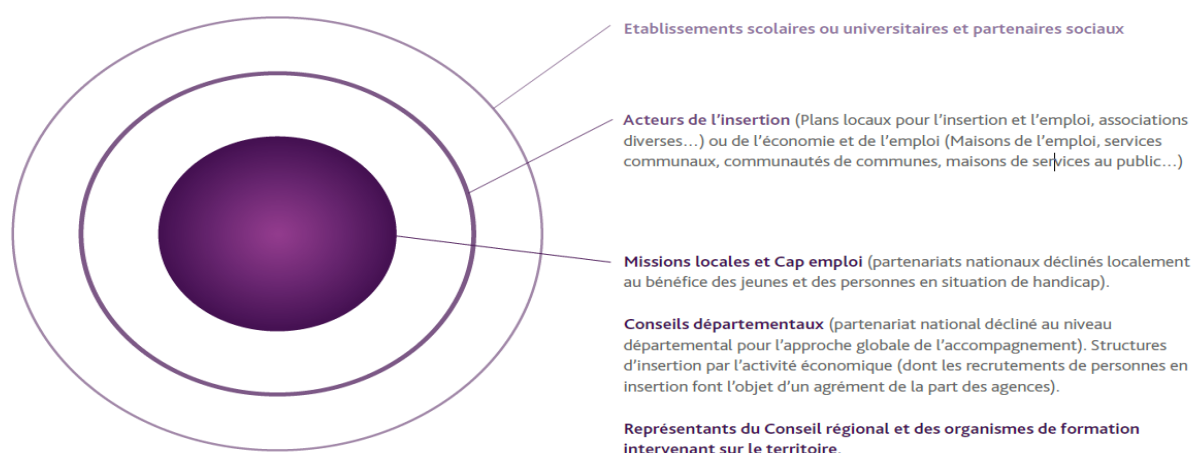 Etablissements scolaires ou universitaires et partenaires sociaux
Acteurs de l’insertion (Plans locaux pour l’insertion et l’emploi, associations
diverses…) ou de l’économie et de l’emploi (Maisons de l’emploi, services
communaux, communautés de communes, maisons de services au public…)
Missions locales et Cap emploi (partenariats nationaux déclinés localement
au bénéfice des jeunes et des personnes en situation de handicap).
Conseils départementaux (partenariat national décliné au niveau
départemental pour l’approche globale de l’accompagnement). Structures
d’insertion par l’activité économique (dont les recrutements de personnes en
insertion font l’objet d’un agrément de la part des agences).
Représentants du Conseil régional et des organismes de formation
intervenant sur le territoire.